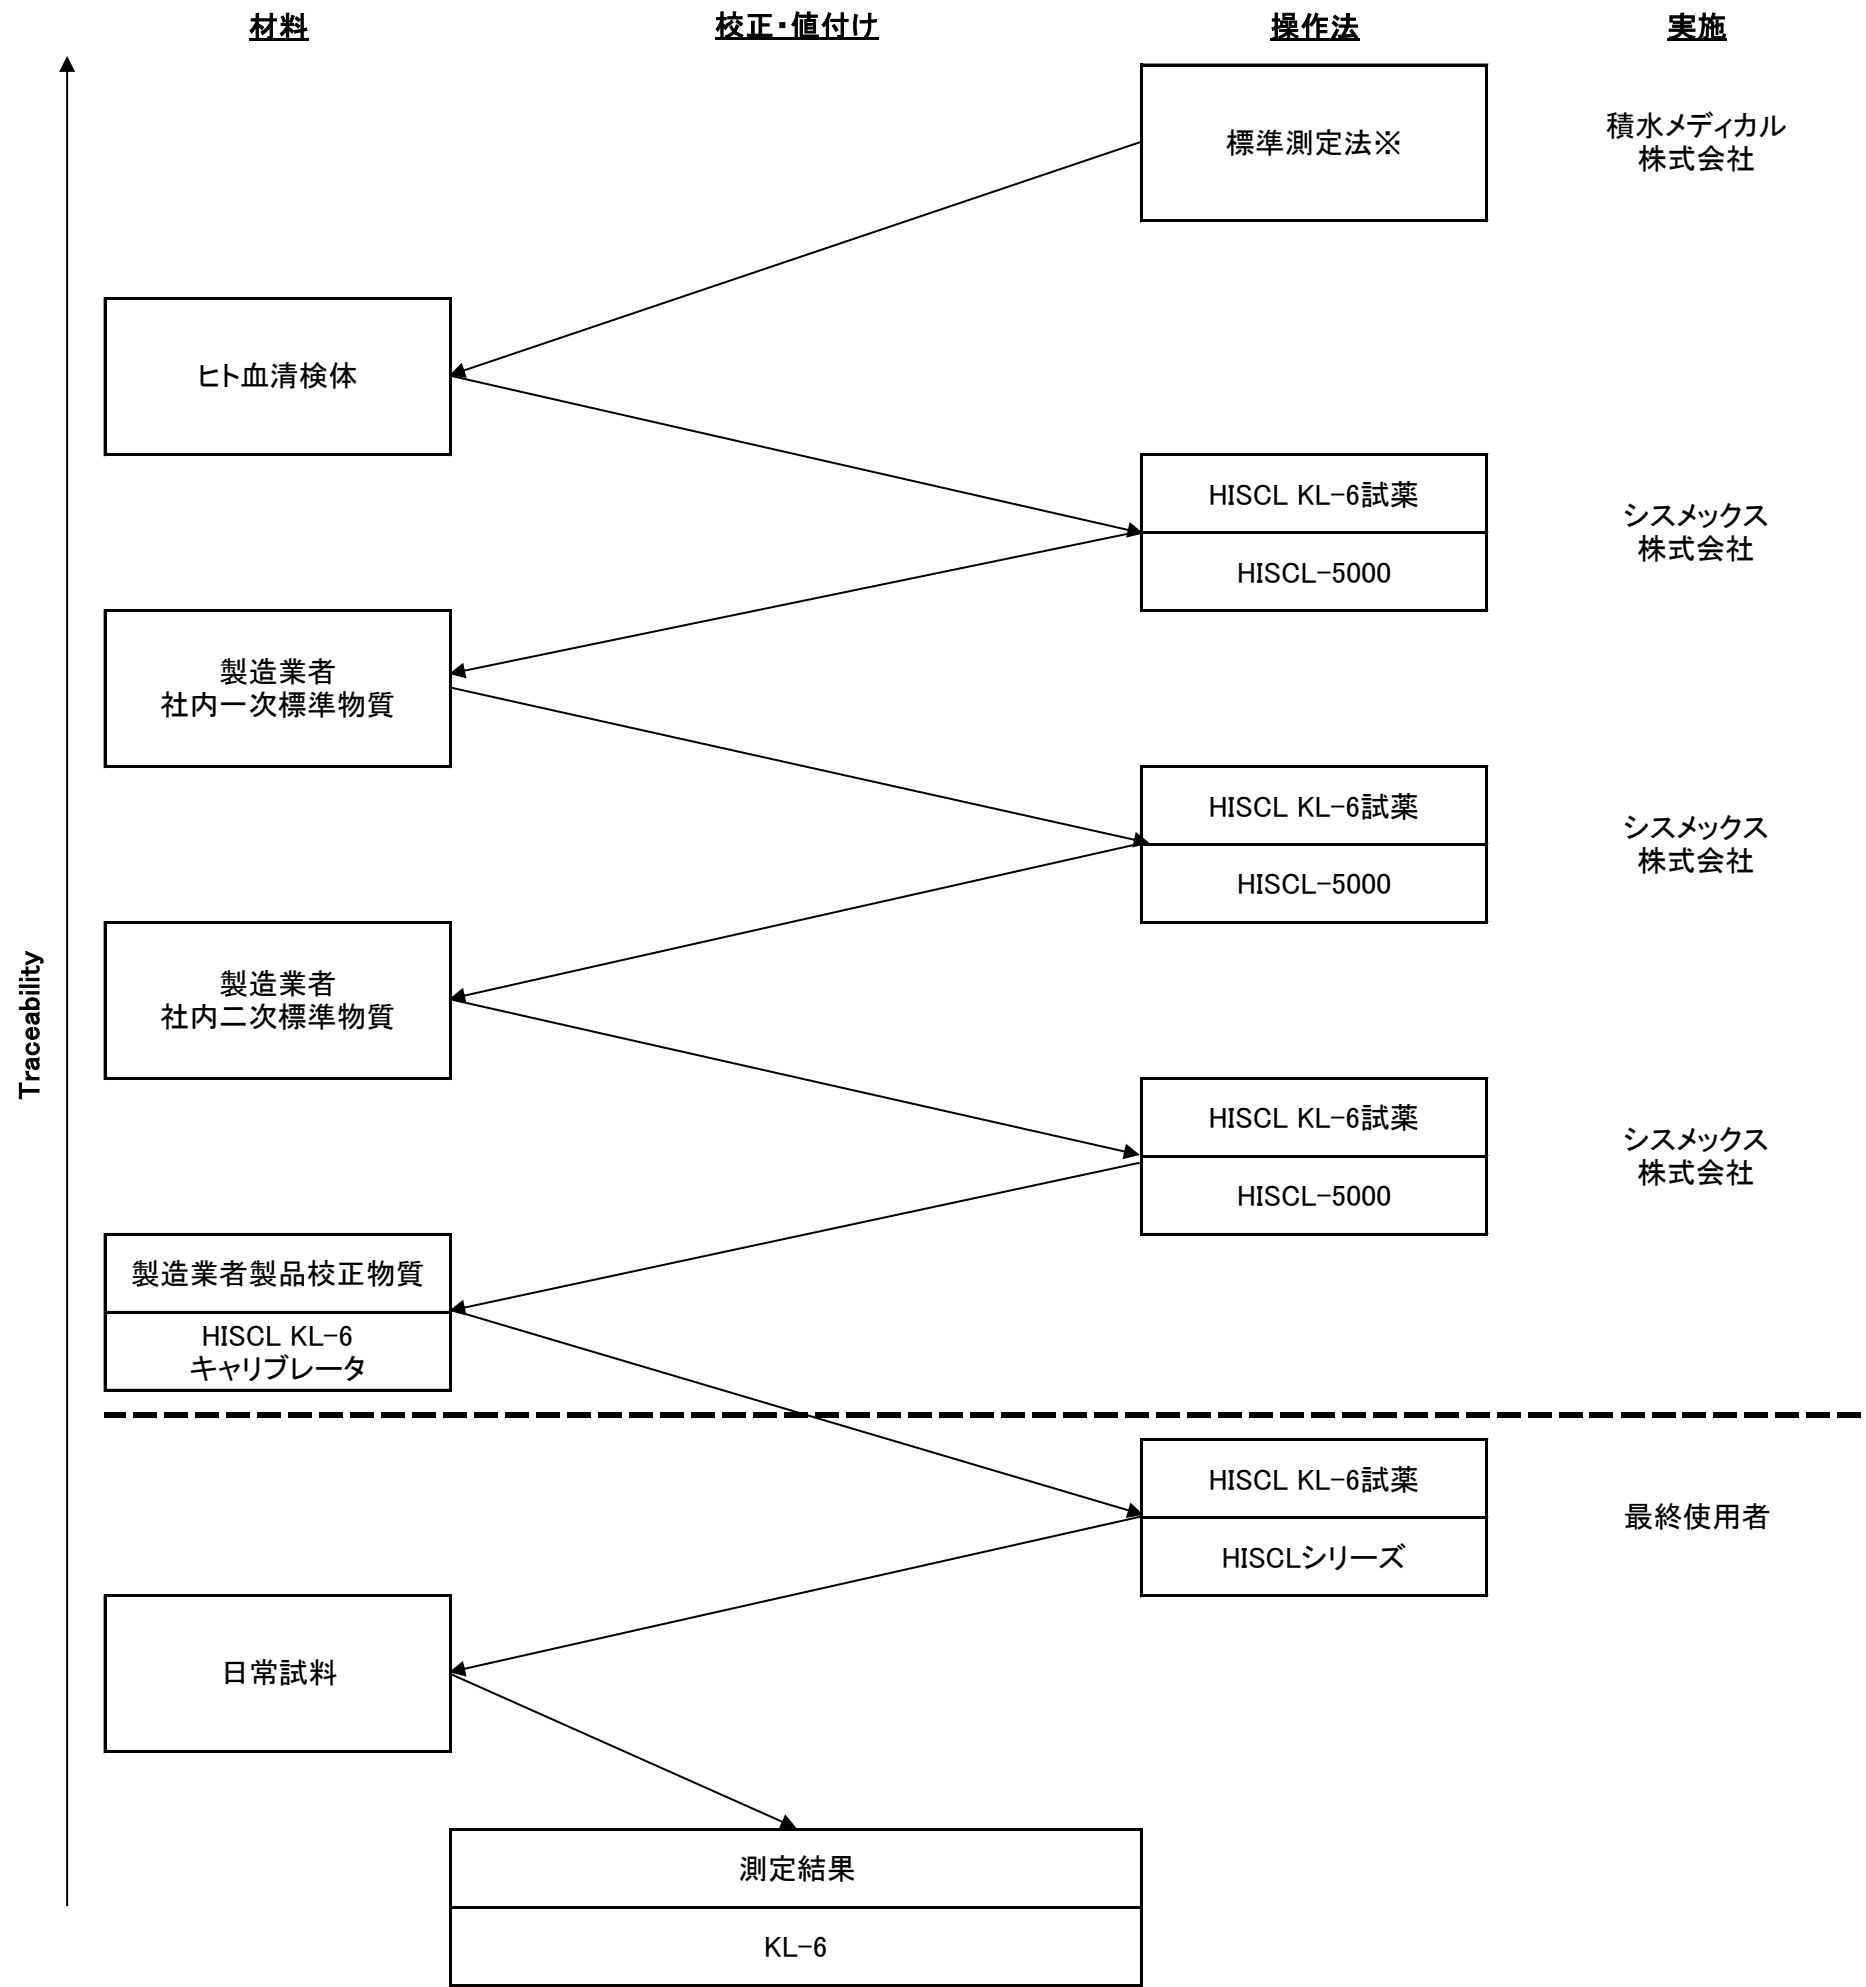 材料
校正・値付け
操作法
実施
標準測定法※
積水メディカル
株式会社
ヒト血清検体
HISCL KL-6試薬
HISCL-5000
シスメックス
株式会社
製造業者
社内一次標準物質
HISCL KL-6試薬
HISCL-5000
シスメックス
株式会社
製造業者
社内二次標準物質
Traceability
HISCL KL-6試薬
HISCL-5000
シスメックス
株式会社
製造業者製品校正物質
HISCL KL-6
キャリブレータ
HISCL KL-6試薬
HISCLシリーズ
最終使用者
日常試料
測定結果
KL-6